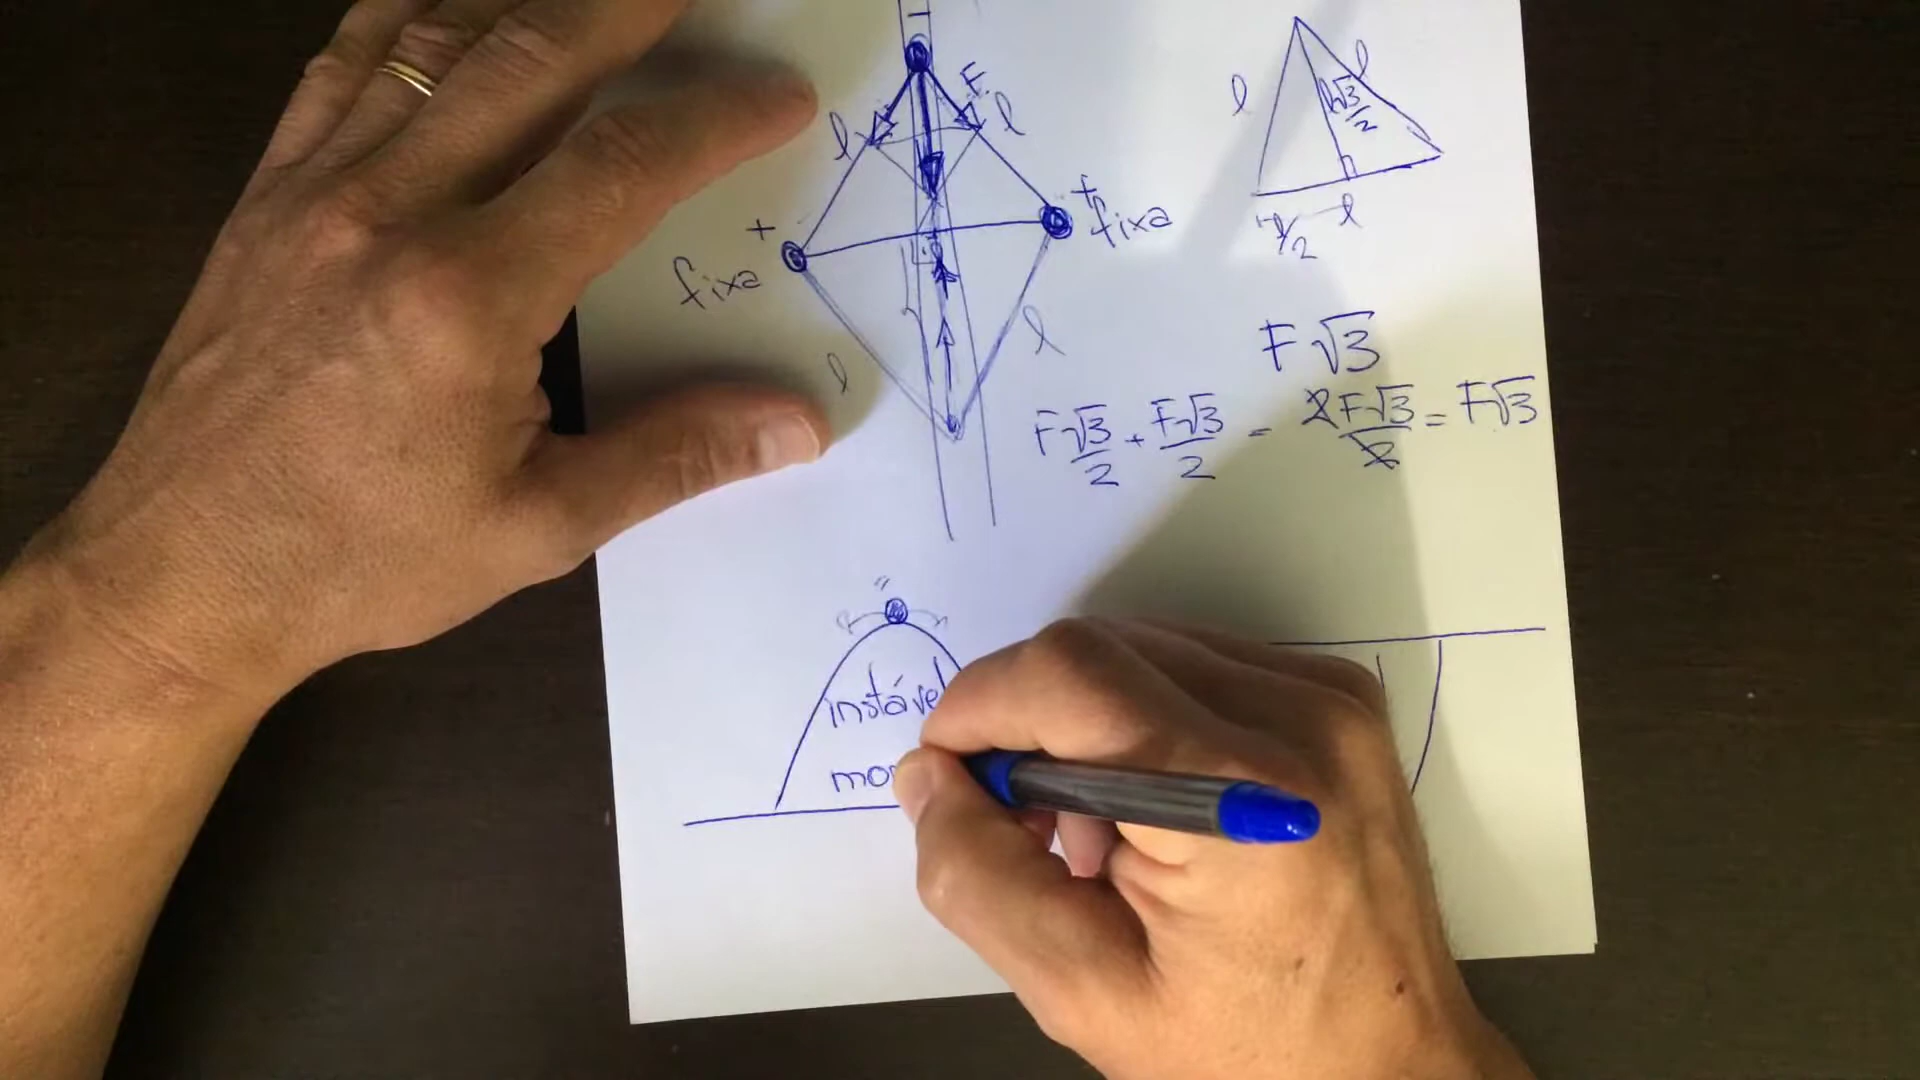 F
l
l
+
+
fixa
fixa
l
l
l
l
l√3/2
l/2
l
F√3
F√3/2 + F√3/2 = 2F√3/2 = F√3
instável